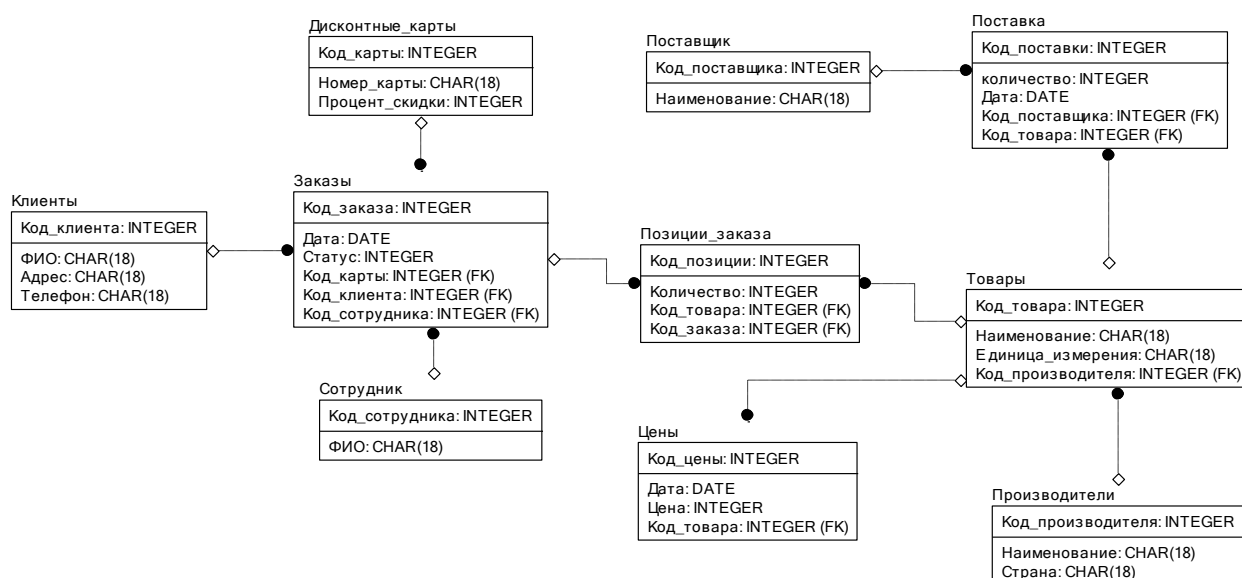 Дисконтные_карты
Код_карты: INTEGER
Номер_карты: CHAR(18)
Процент_скидки: INTEGER
Поставщик
Код_поставщика: INTEGER
Наименование: CHAR(18)
Поставка
Код_поставки: INTEGER
количество: INTEGER
Дата: DATE
Код_поставщика: INTEGER (FK)
Код_товара: INTEGER (FK)
Клиенты
Код_клиента: INTEGER
ФИО: CHAR(18)
Адрес: CHAR(18)
Телефон: CHAR(18)
Заказы
Код_заказа: INTEGER
Дата: DATE
Статус: INTEGER
Код_карты: INTEGER (FK)
Код_клиента: INTEGER (FK)
Код_сотрудника: INTEGER (FK)
Позиции_заказа
Код_позиции: INTEGER
Количество: INTEGER
Код_товара: INTEGER (FK)
Код_заказа: INTEGER (FK)
Товары
Код_товара: INTEGER
Наименование: CHAR(18)
Единица_измерения: CHAR(18)
Код_производителя: INTEGER (FK)
Сотрудник
Код_сотрудника: INTEGER
ФИО: CHAR(18)
Цены
Код_цены: INTEGER
Дата: DATE
Цена: INTEGER
Код_товара: INTEGER (FK)
Производители
Код_производителя: INTEGER
Наименование: CHAR(18)
Страна: CHAR(18)